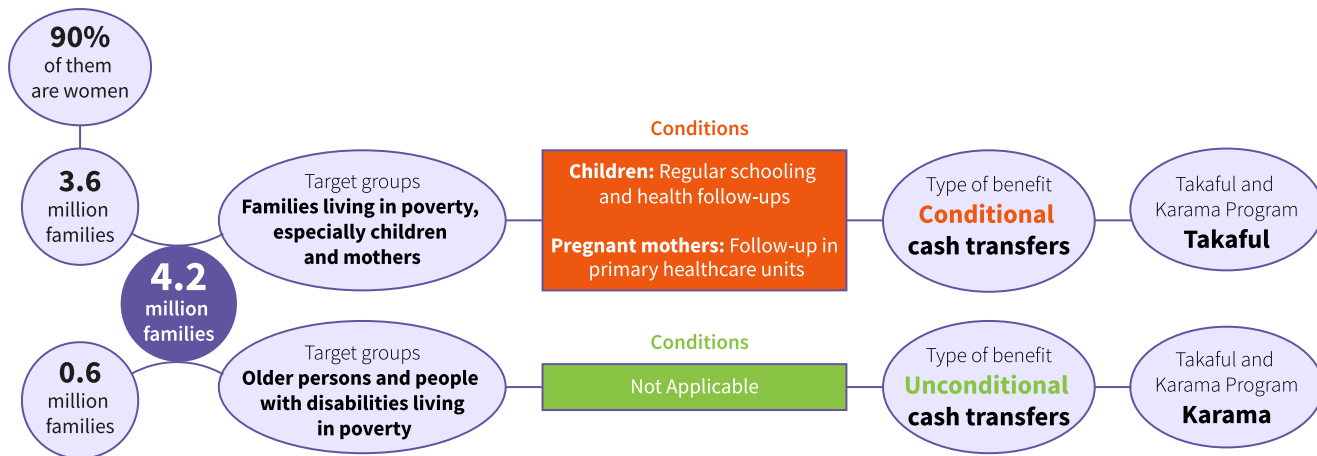 90%
of them
are women
3.6
million
families
4.2
million
families
0.6
million
families
Target groups
Families living in poverty,
especially children
and mothers
Conditions
Children: Regular schooling
and health follow-ups
Pregnant mothers: Follow-up in
primary healthcare units
Type of benefit
Conditional
cash transfers
Takaful and
Karama Program
Takaful
Target groups
Older persons and people
with disabilities living
in poverty
Conditions
Not Applicable
Type of benefit
Unconditional
cash transfers
Takaful and
Karama Program
Karama